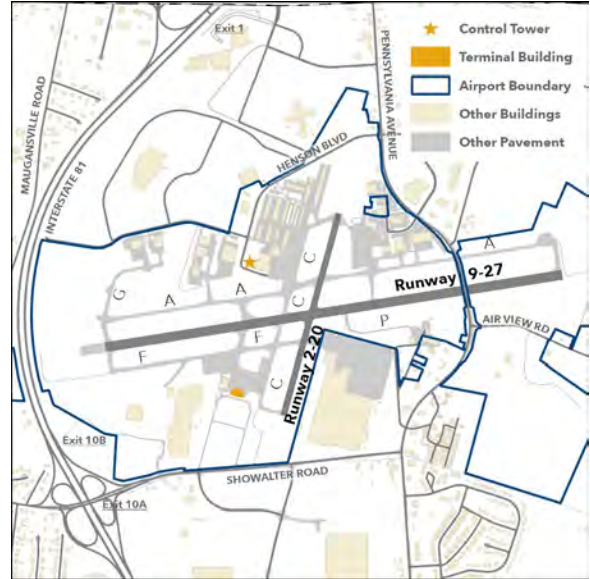 Exit 1
Control Tower
Terminal Building
Airport Boundary
Other Buildings
Other Pavement
PENNSYLVANIA AVENUE
MAUGANSVILLE ROAD
INTERSTATE 81
HENSON BLVD
A
Runway 9-27
C
G
A
A
C
C
P
AIR VIEW RD
F
F
C
Runway 2-20
Exit 10B
SHOWALTER ROAD
Exit 10A